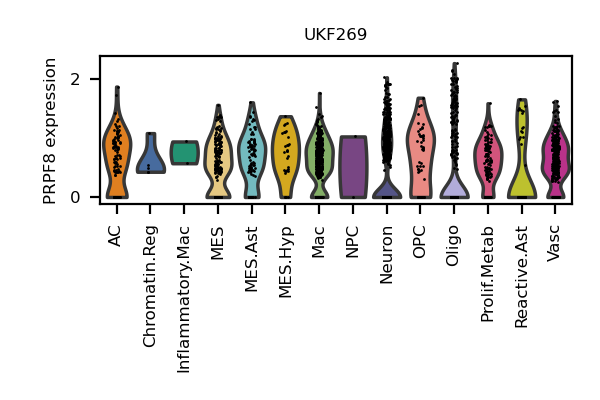 UKF269
PRPF8 expression
2
0
AC
Chromatin.Reg
Inflammatory.Mac
MES
MES.Ast
MES.Hyp
Mac
NPC
Neuron
OPC
Oligo
Prolif.Metab
Reactive.Ast
Vasc